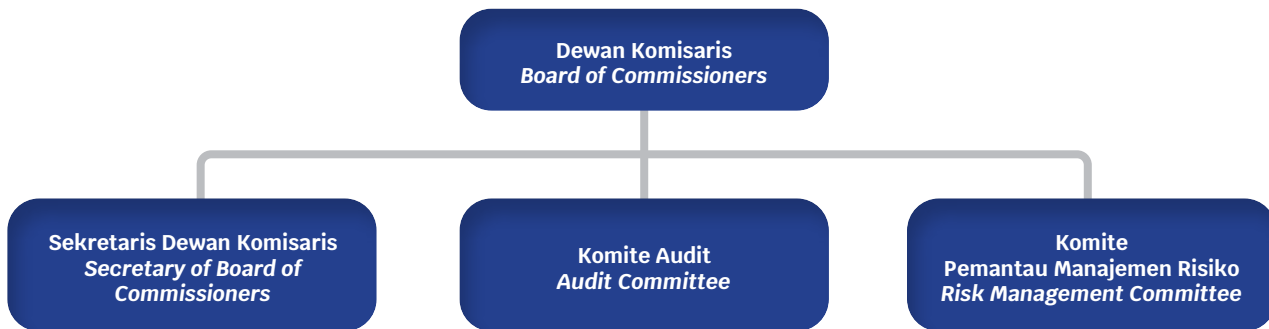 Dewan Komisaris
Board of Commissioners
Sekretaris Dewan Komisaris
Secretary of Board of
Commissioners
Komite Audit
Audit Committee
Komite
Pemantau Manajemen Risiko
Risk Management Committee